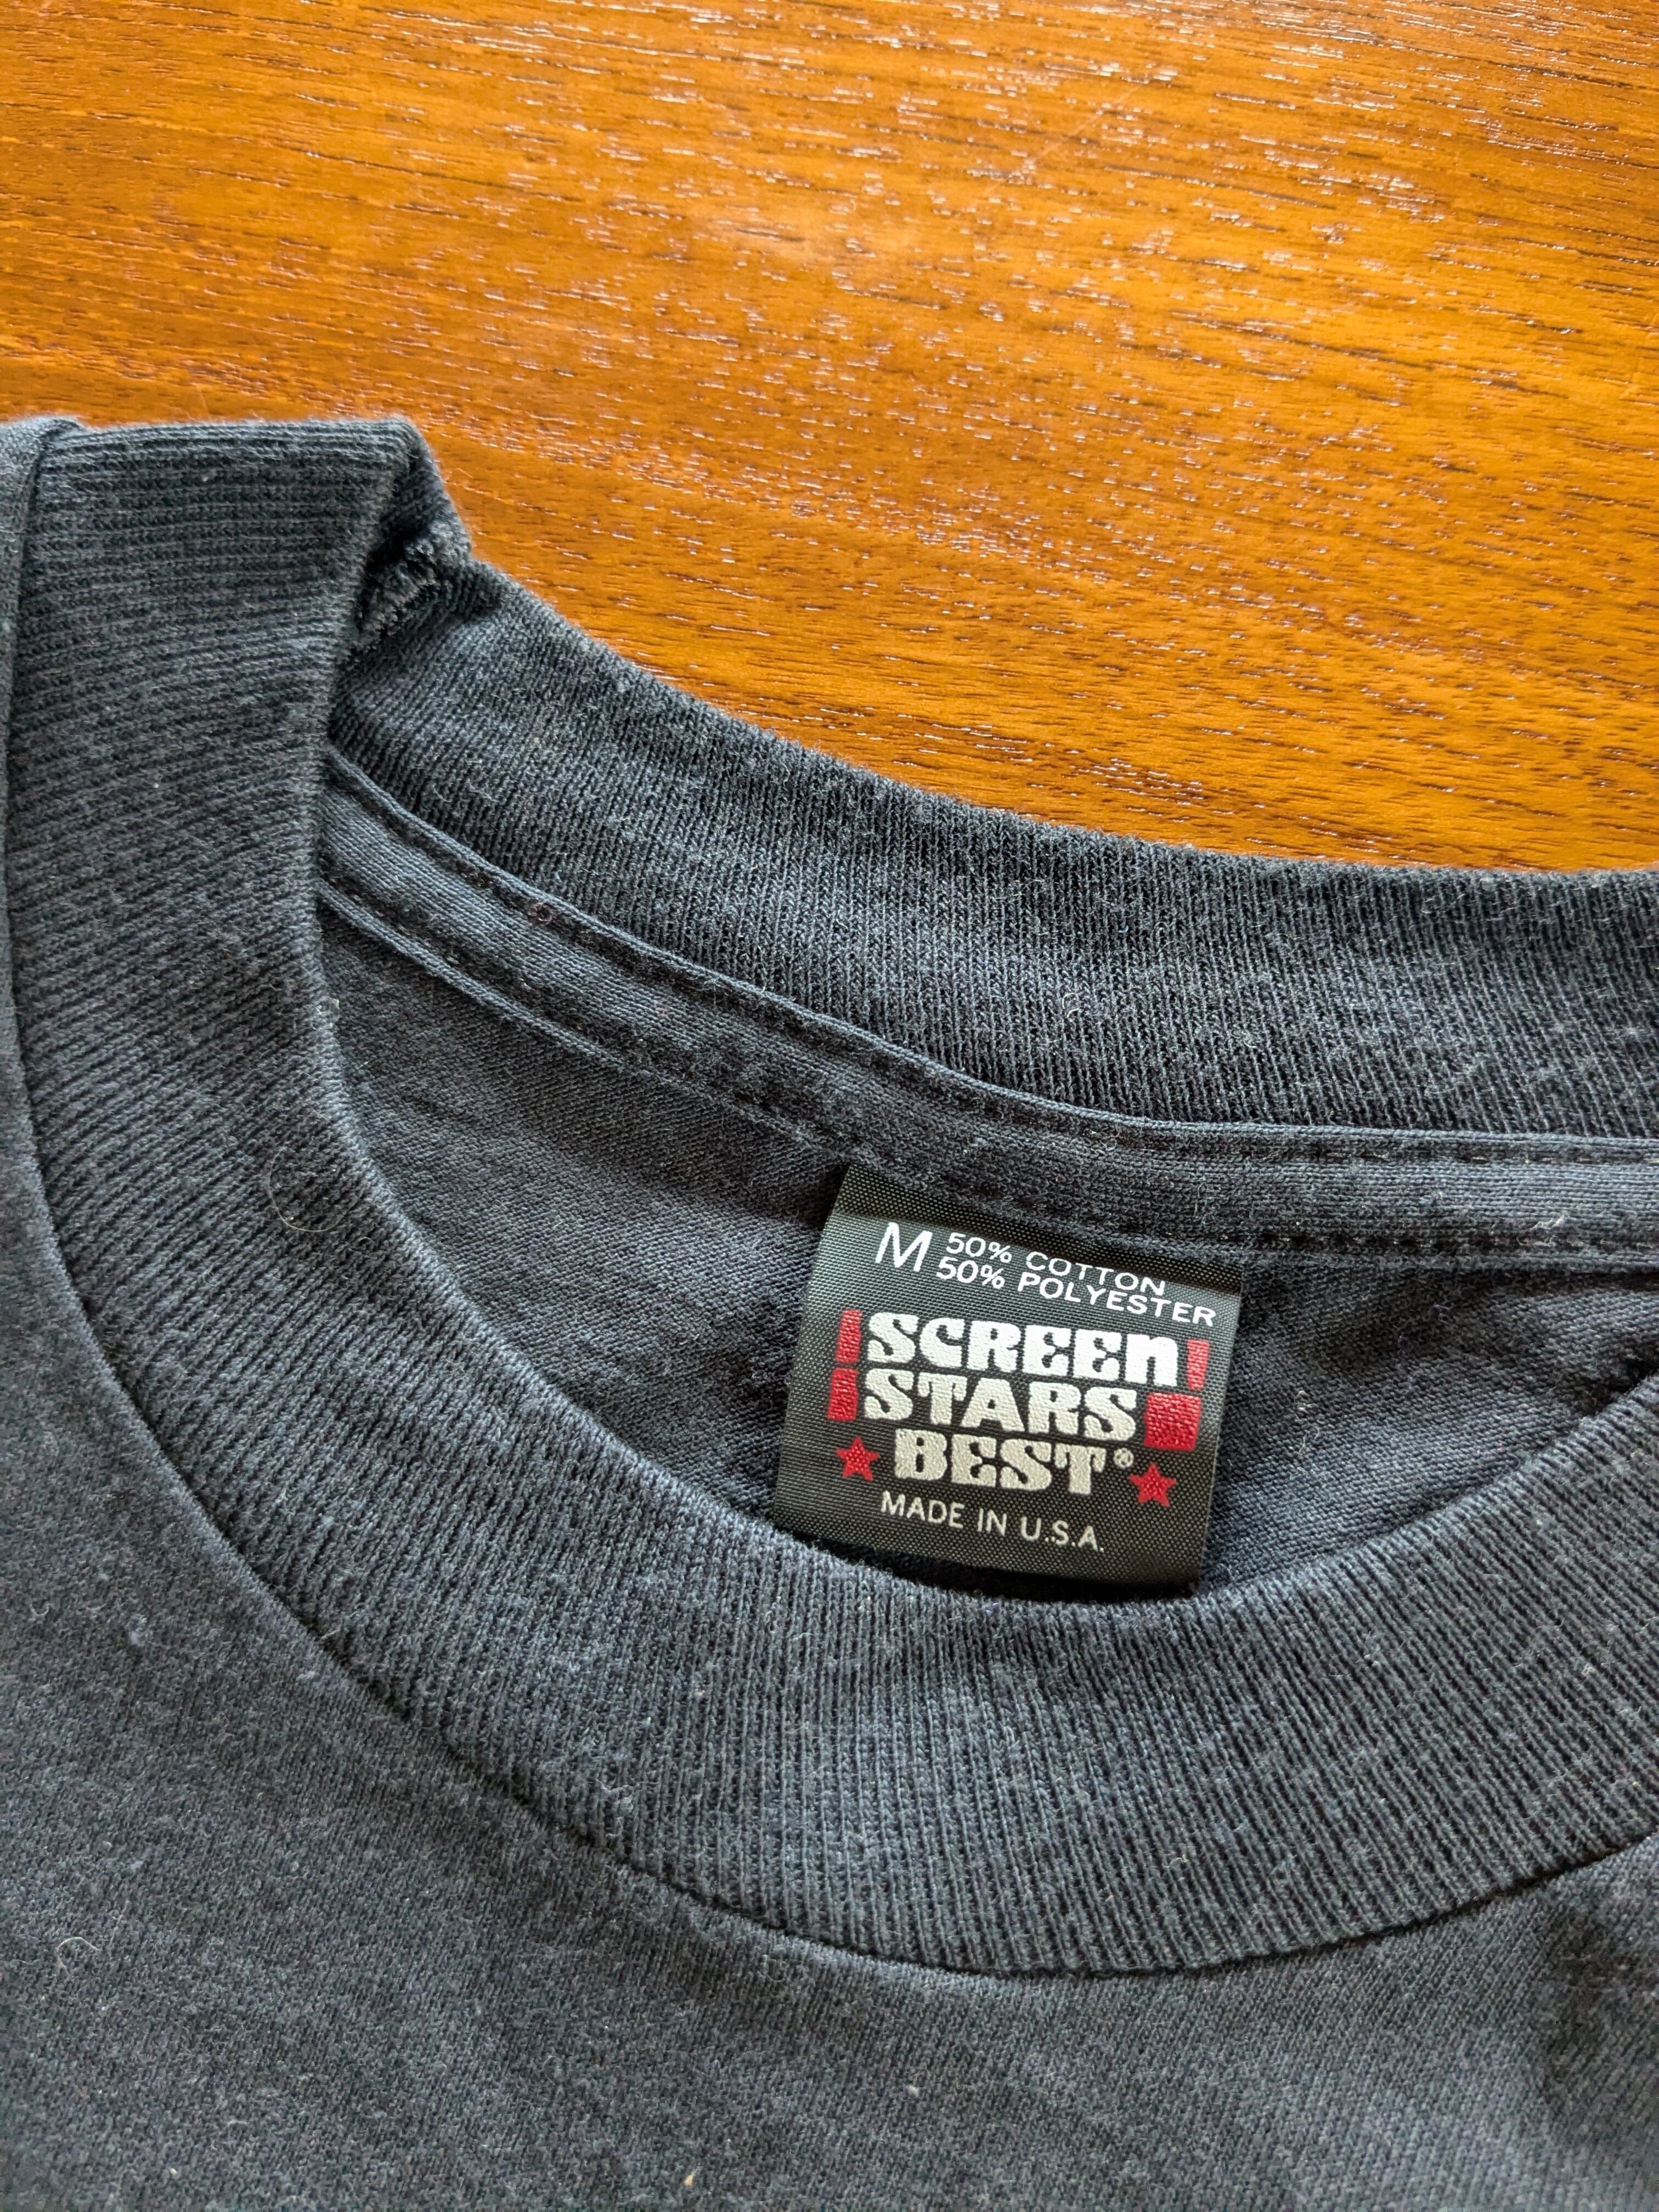 M 50% COTTON
50% POLYESTER
SCREEN
STARS
BEST®
MADE IN U.S.A.